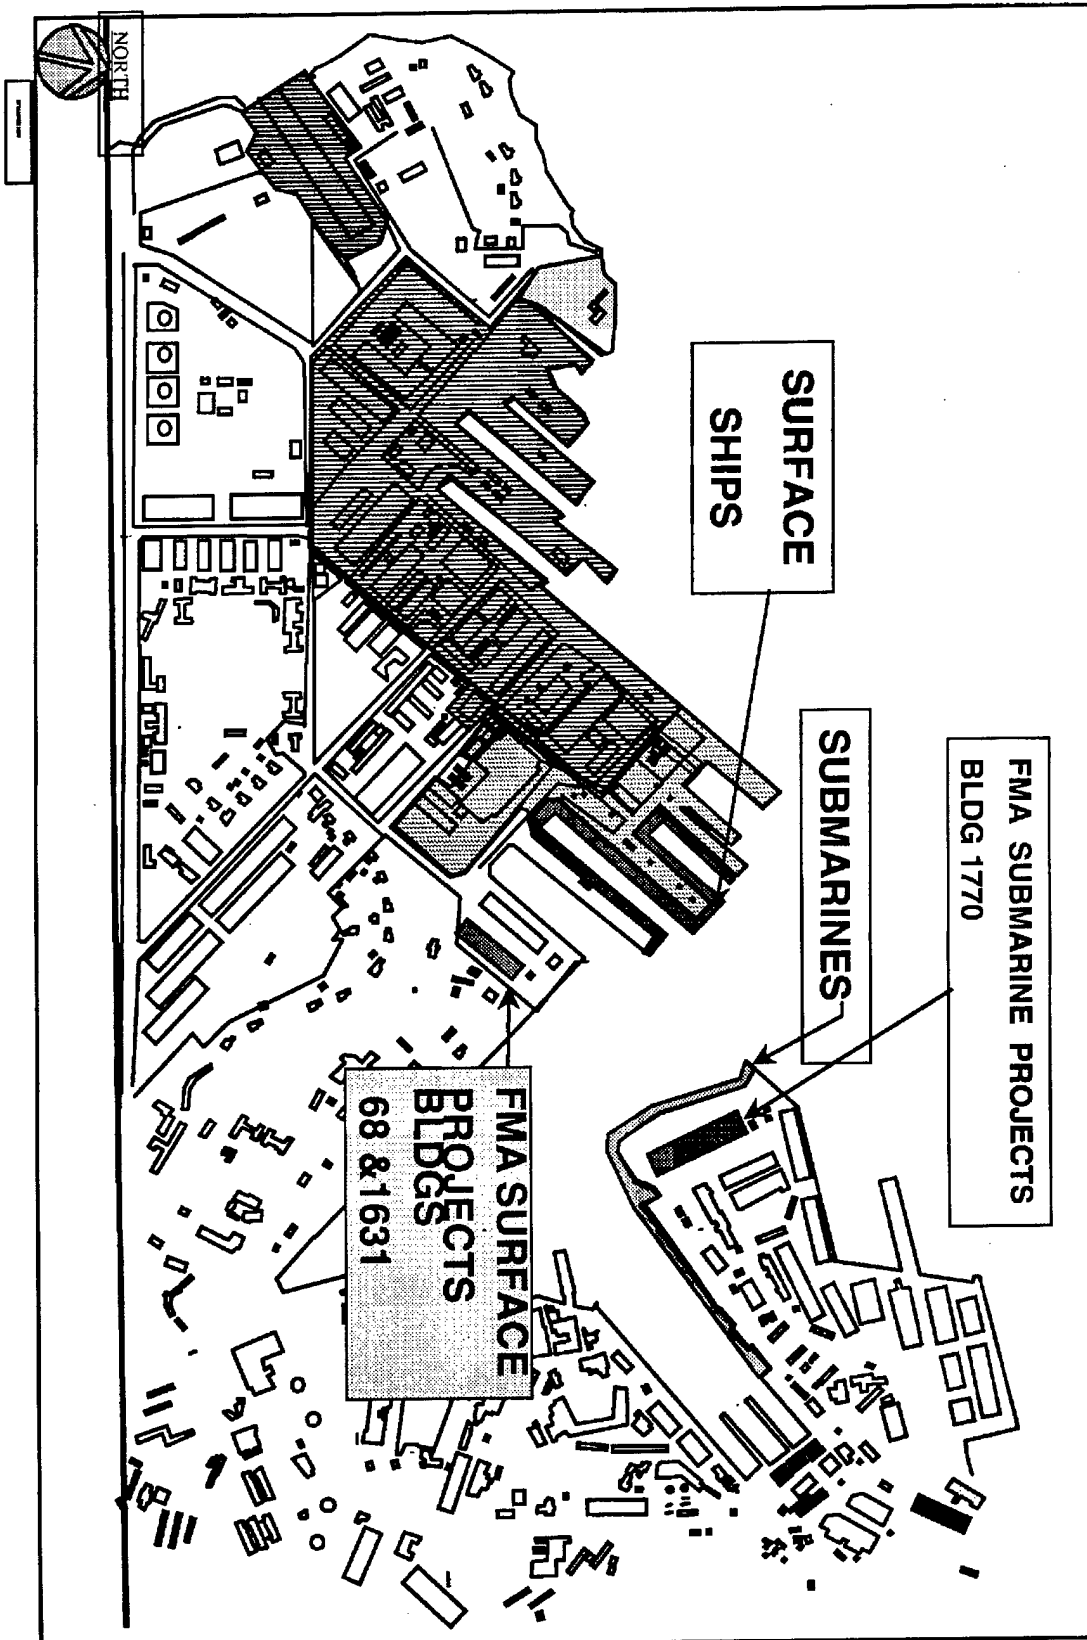 NORTH
SURFACE
SHIPS
SUBMARINES
FMA SUBMARINE PROJECTS
BLDG 1770
FMA SURFACE
PROJECTS
BLDGS
68 &1631